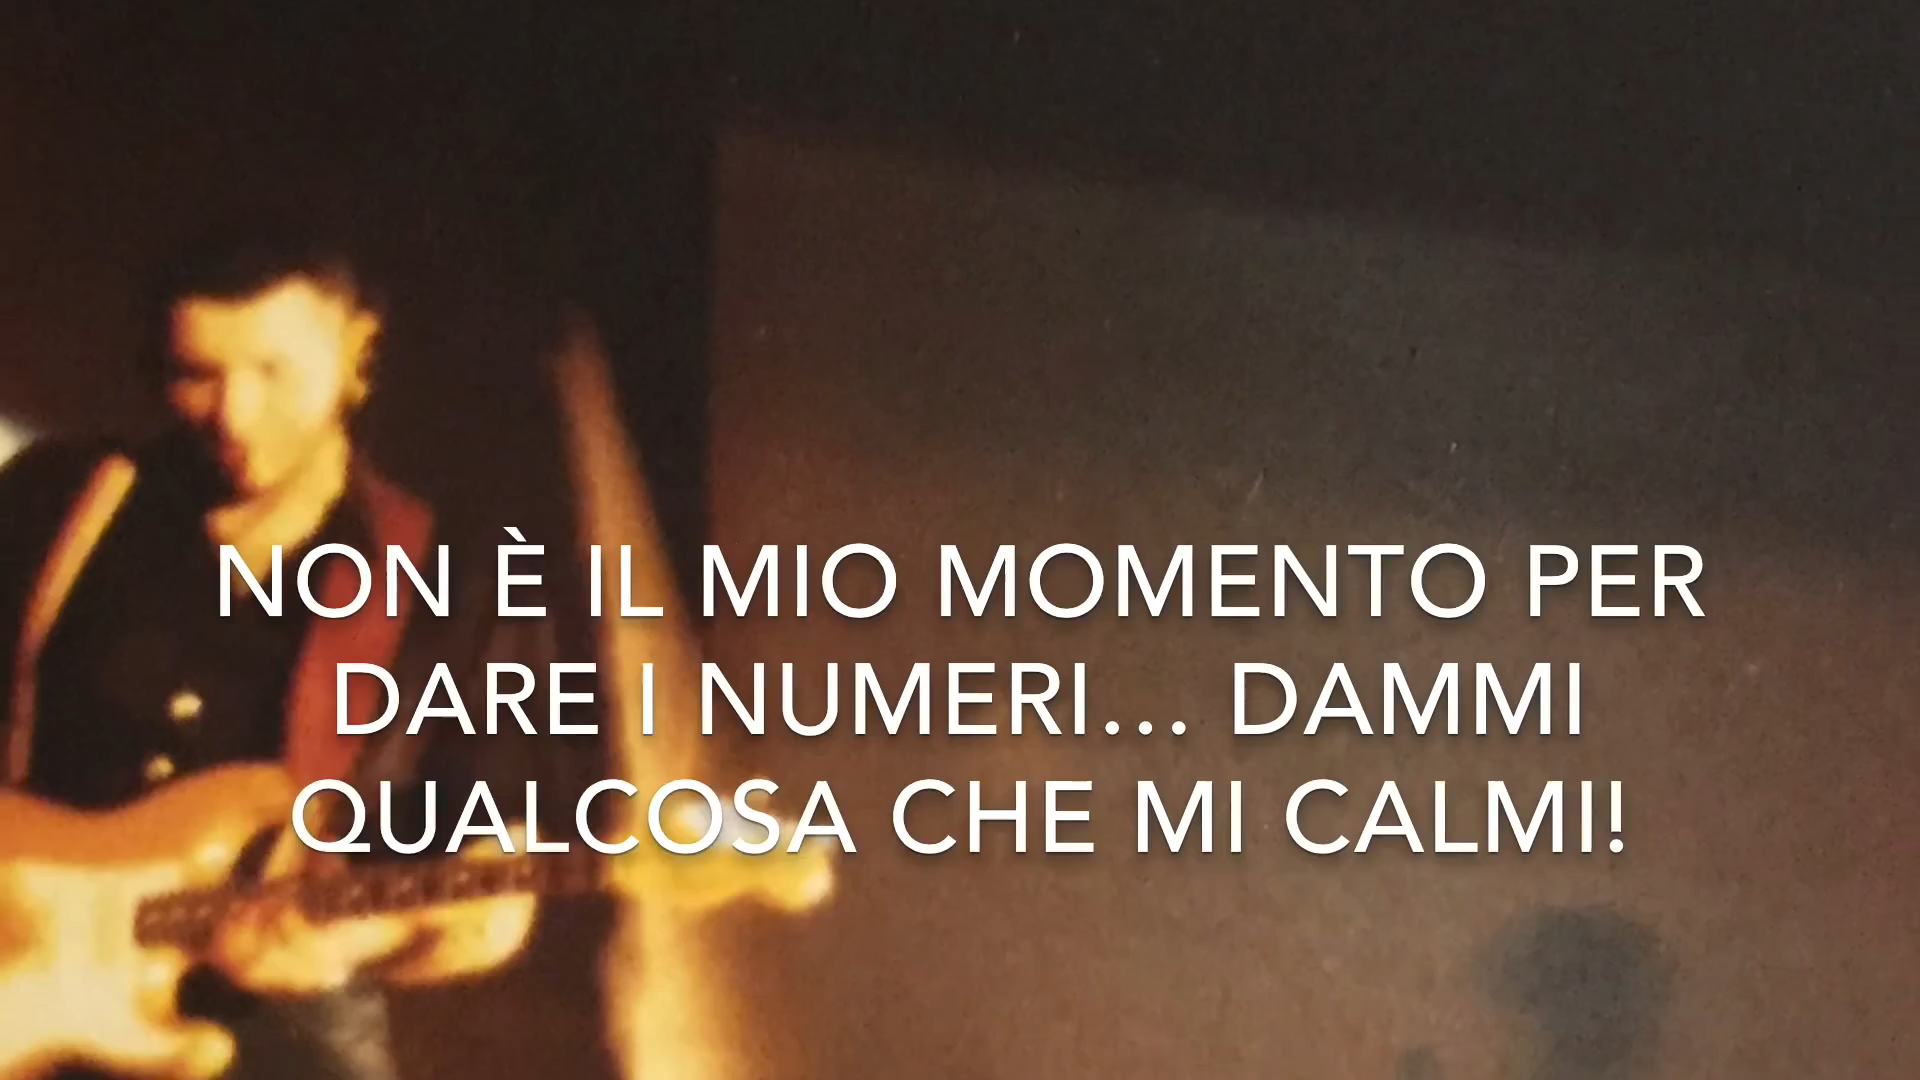 NON È IL MIO MOMENTO PER
DARE I NUMERI... DAMMI
QUALCOSA CHE MI CALMI!